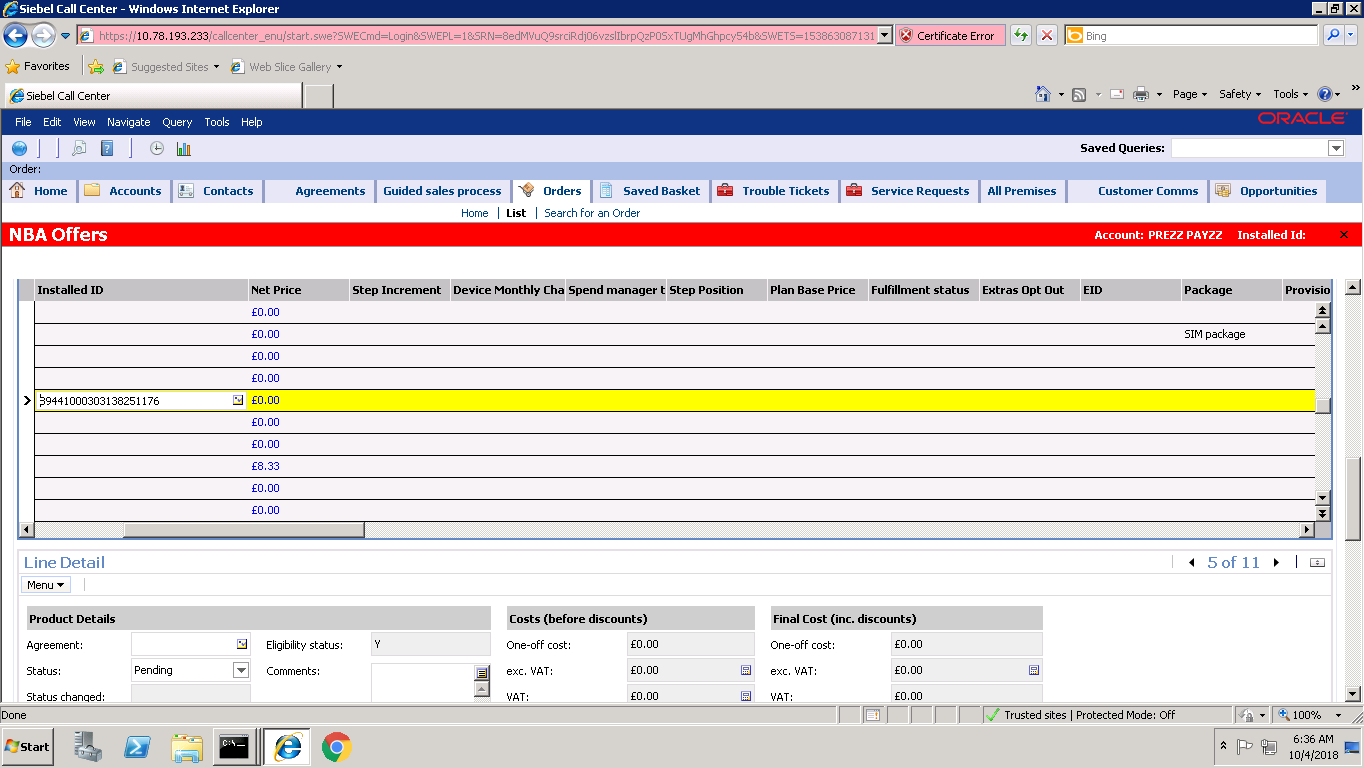 Siebel Call Center - Windows Internet Explorer
https://10.78.193.233/callcenter_enu/start.swe?SWECmd=Login&SWEPL=1&SRN=8edMVuQ9srciRdj06vzslIbrpQzP05xTUgMhGhpcy54b&SWETS=153863087131 Certificate Error Bing
Favorites Suggested Sites Web Slice Gallery
Siebel Call Center Page Safety Tools
File Edit View Navigate Query Tools Help ORACLE
Saved Queries:
Order:
Home Accounts Contacts Agreements Guided sales process Orders Saved Basket Trouble Tickets Service Requests All Premises Customer Comms Opportunities
Home List Search for an Order
NBA Offers Account: PREZZ PAYZZ Installed Id:
Installed ID Net Price Step Increment Device Monthly Cha Spend manager t Step Position Plan Base Price Fulfillment status Extras Opt Out EID Package Provisio
£0.00
£0.00 SIM package
£0.00
£0.00
89441000303138251176 £0.00
£0.00
£0.00
£8.33
£0.00
£0.00
Line Detail 5 of 11
Menu
Product Details Costs (before discounts) Final Cost (inc. discounts)
Agreement: Eligibility status: Y One-off cost: £0.00 One-off cost: £0.00
Status: Pending Comments: exc. VAT: £0.00 exc. VAT: £0.00
Status changed: VAT: £0.00 VAT: £0.00
Done Trusted sites | Protected Mode: Off 100%
Start 6:36 AM
10/4/2018